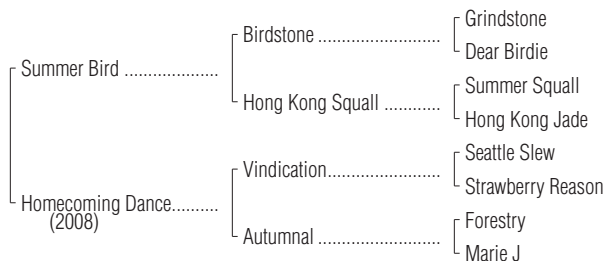 Grindstone
Birdstone ........................................
Dear Birdie
Summer Bird ....................
Summer Squall
Hong Kong Squall ..............
Hong Kong Jade
Seattle Slew
Vindication................................
Strawberry Reason
Homecoming Dance..........
(2008)
Forestry
Autumnal ..................................
Marie J